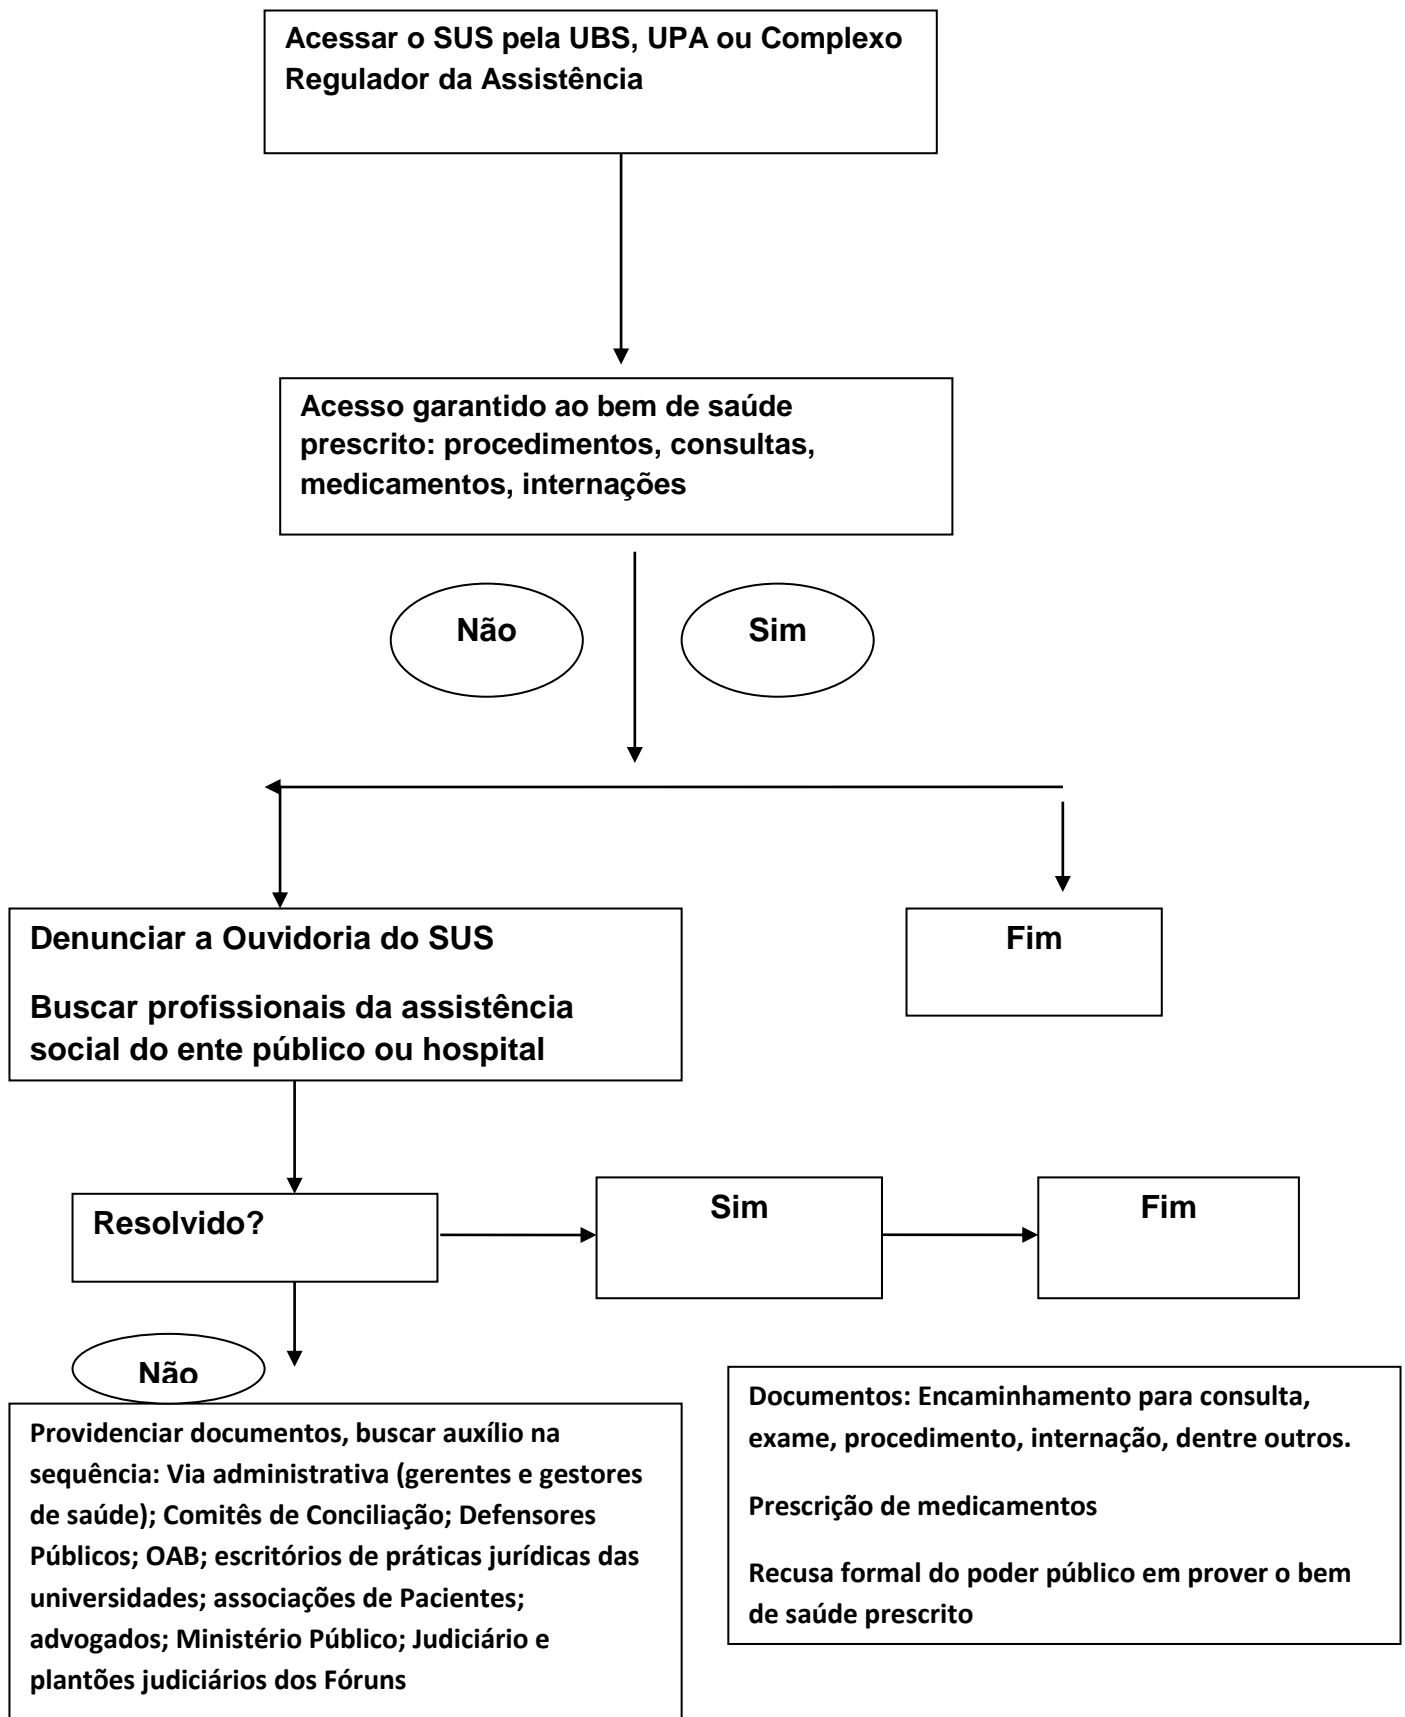 Acessar o SUS pela UBS, UPA ou Complexo
Regulador da Assistência
Acesso garantido ao bem de saúde
prescrito: procedimentos, consultas,
medicamentos, internações
Não
Sim
Denunciar a Ouvidoria do SUS
Buscar profissionais da assistência
social do ente público ou hospital
Fim
Resolvido?
Sim
Fim
Não
Providenciar documentos, buscar auxílio na
sequência: Via administrativa (gerentes e gestores
de saúde); Comitês de Conciliação; Defensores
Públicos; OAB; escritórios de práticas jurídicas das
universidades; associações de Pacientes;
advogados; Ministério Público; Judiciário e
plantões judiciários dos Fóruns
Documentos: Encaminhamento para consulta,
exame, procedimento, internação, dentre outros.
Prescrição de medicamentos
Recusa formal do poder público em prover o bem
de saúde prescrito